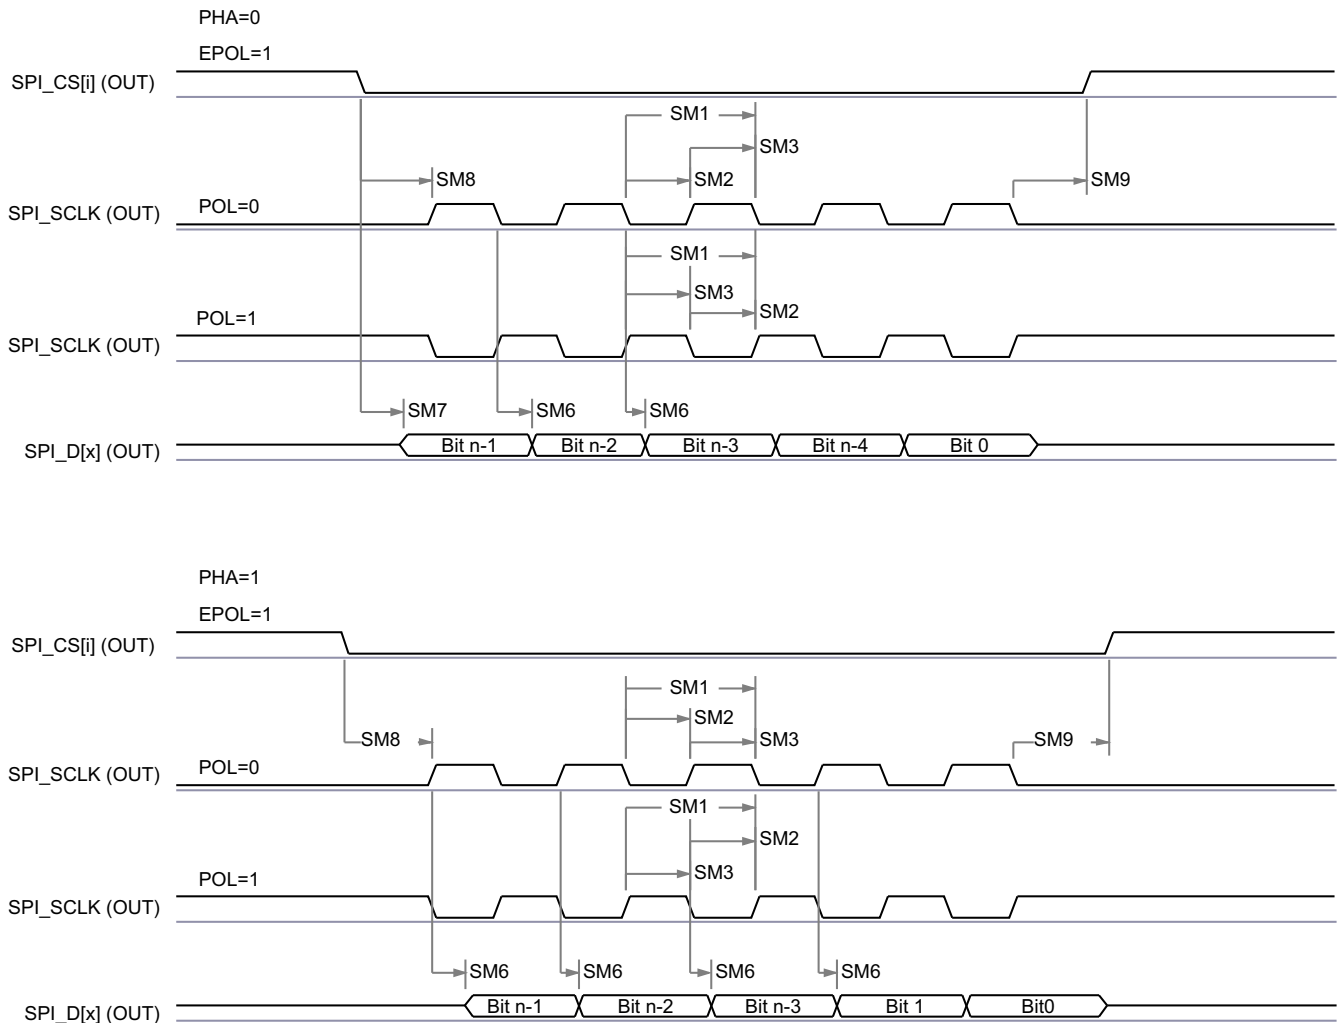 PHA=0
EPOL=1
SPI_CS[i] (OUT)
SM1
SM3
SM8
SM2
SM9
SPI_SCLK (OUT)
POL=0
SM1
SM3
SM2
POL=1
SPI_SCLK (OUT)
SM7
SM6
SM6
SPI_D[x] (OUT)
Bit n-1
Bit n-2
Bit n-3
Bit n-4
Bit 0
PHA=1
EPOL=1
SPI_CS[i] (OUT)
SM1
SM2
SM8
SM3
SM9
SPI_SCLK (OUT)
POL=0
SM1
SM2
SM3
POL=1
SPI_SCLK (OUT)
SM6
SM6
SM6
SM6
SPI_D[x] (OUT)
Bit n-1
Bit n-2
Bit n-3
Bit 1
Bit0